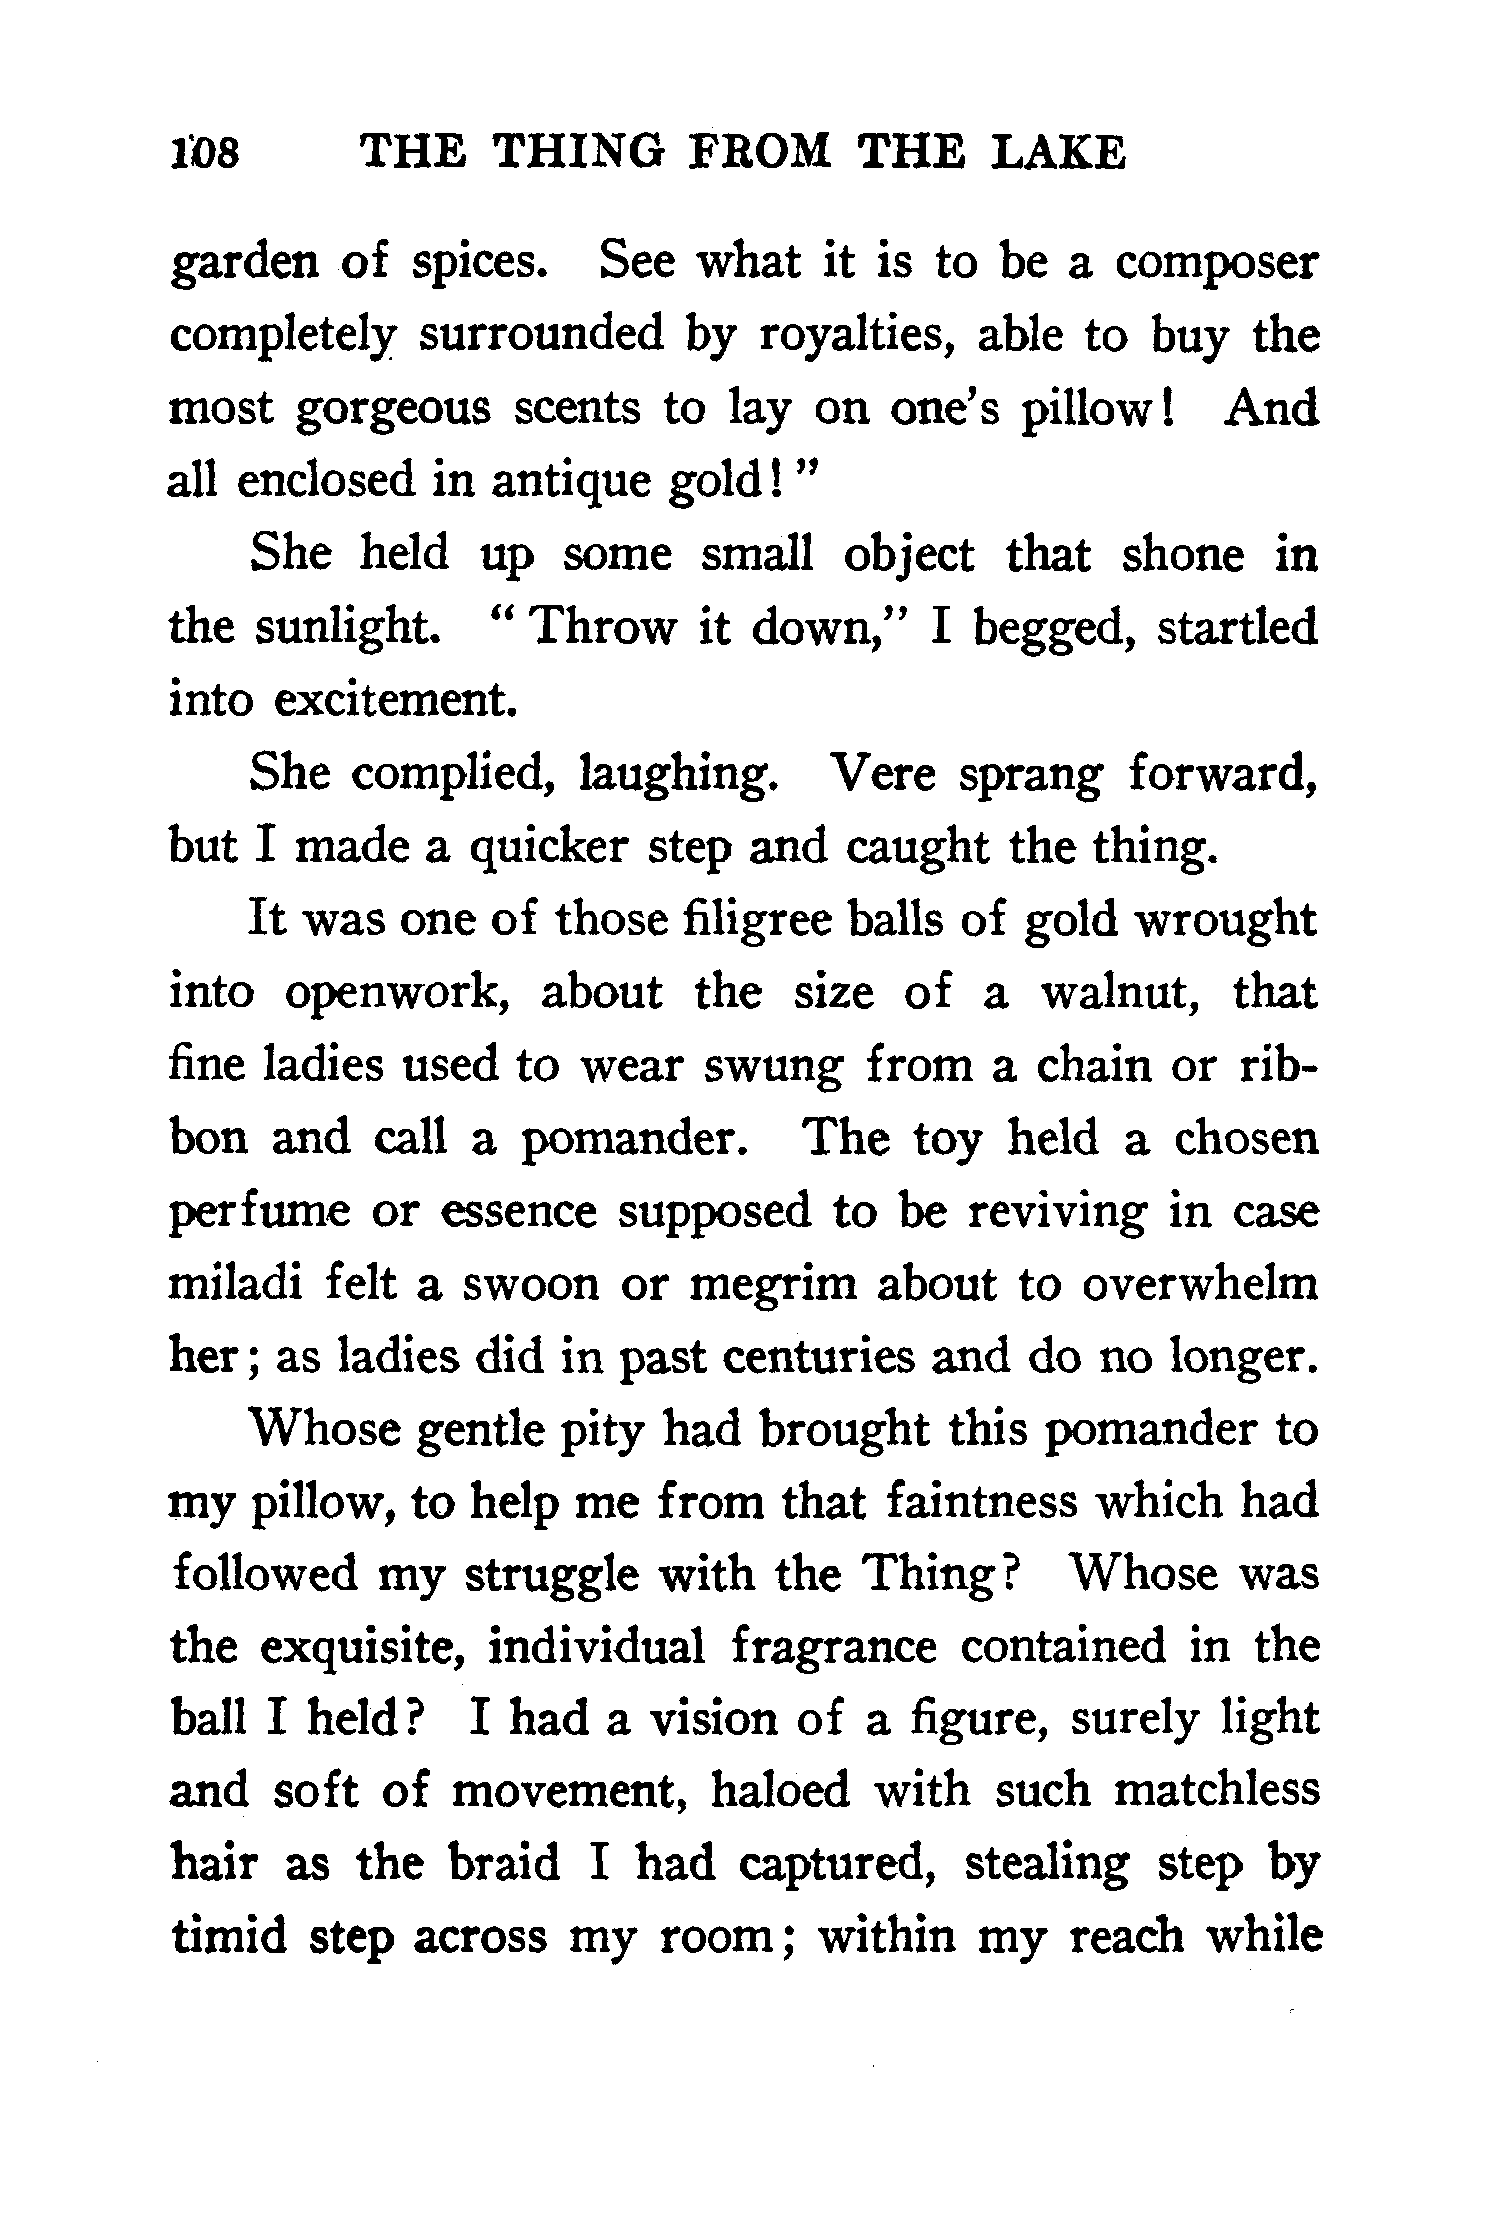 108 THE THING FROM THE LAKE
garden of spices. See what it is to be a composer
completely surrounded by royalties, able to buy the
most gorgeous scents to lay on one's pillow! And
all enclosed in antique gold!"
She held up some small object that shone in
the sunlight. "Throw it down," I begged, startled
into excitement.
She complied, laughing. Vere sprang forward,
but I made a quicker step and caught the thing.
It was one of those filigree balls of gold wrought
into openwork, about the size of a walnut, that
fine ladies used to wear swung from a chain or rib-
bon and call a pomander. The toy held a chosen
perfume or essence supposed to be reviving in case
miladi felt a swoon or megrim about to overwhelm
her; as ladies did in past centuries and do no longer.
Whose gentle pity had brought this pomander to
my pillow, to help me from that faintness which had
followed my struggle with the Thing? Whose was
the exquisite, individual fragrance contained in the
ball I held? I had a vision of a figure, surely light
and soft of movement, haloed with such matchless
hair as the braid I had captured, stealing step by
timid step across my room; within my reach while